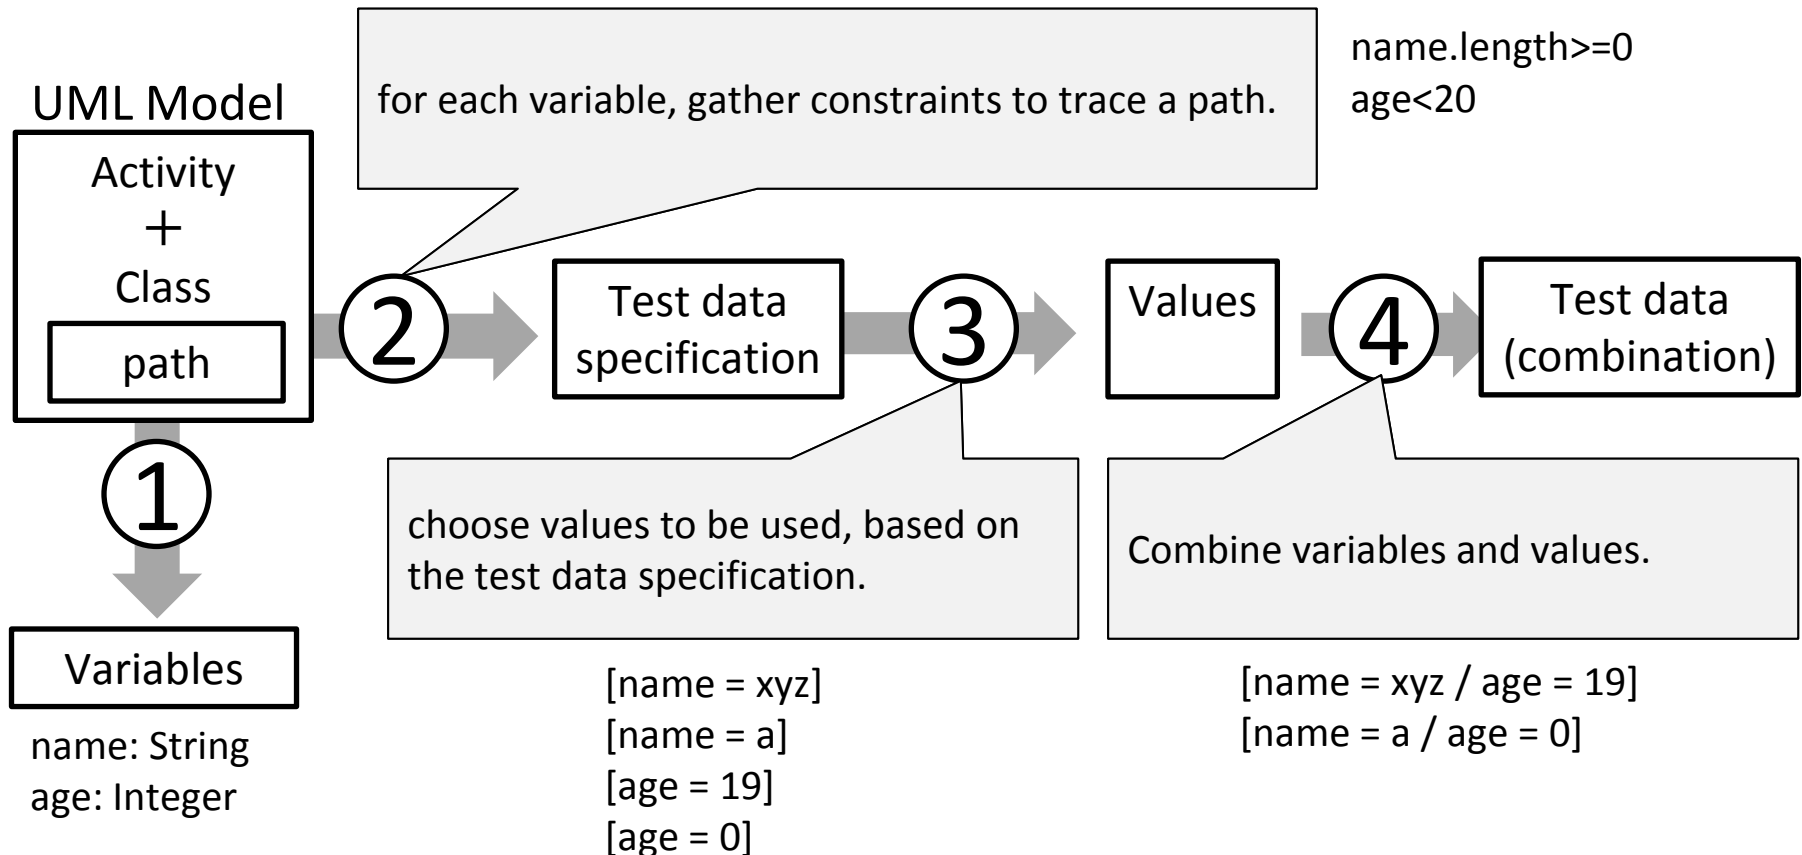 UML Model
Activity
+
Class
path
1
Variables
name: String
age: Integer
for each variable, gather constraints to trace a path.
name.length>=0
age<20
2
Test data
specification
3
choose values to be used, based on
the test data specification.
[name = xyz]
[name = a]
[age = 19]
[age = 0]
Values
4
Combine variables and values.
[name = xyz / age = 19]
[name = a / age = 0]
Test data
(combination)